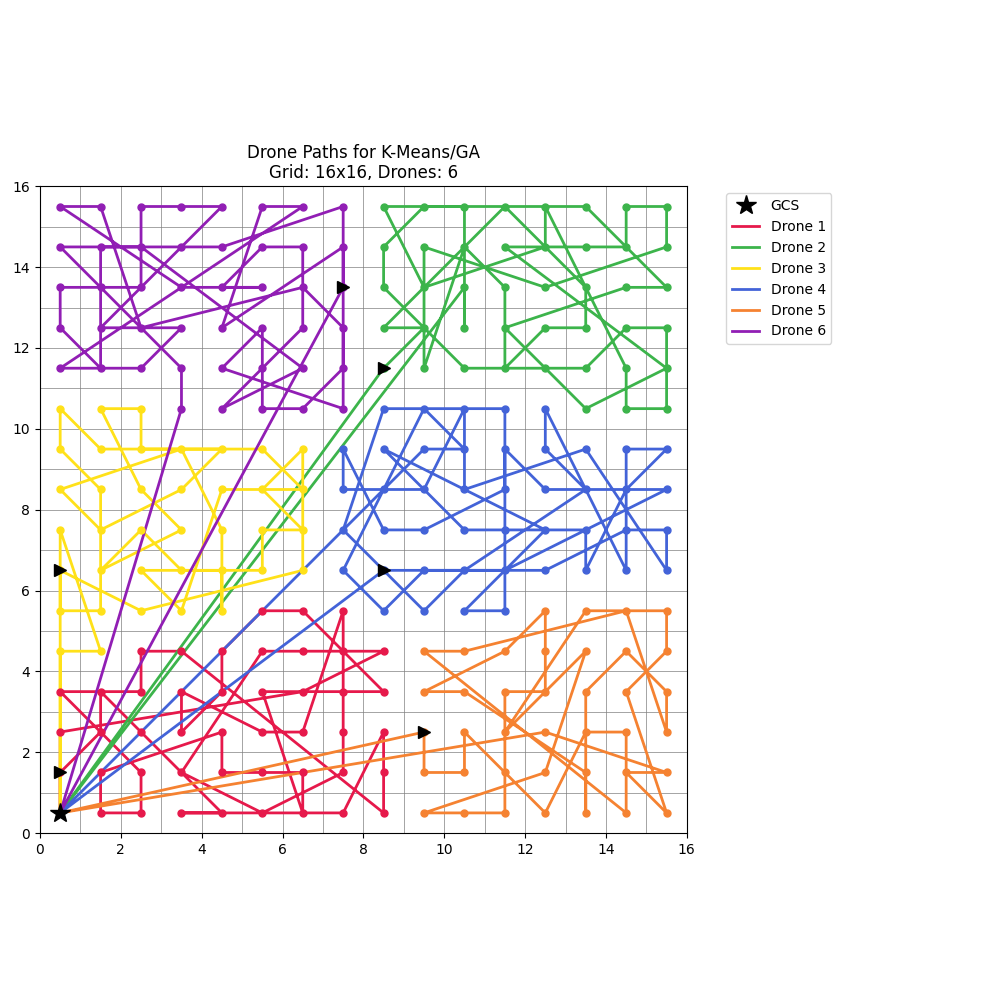 Drone Paths for K-Means/GA
Grid: 16x16, Drones: 6
16
14
12
10
8
6
4
2
0
0 2 4 6 8 10 12 14 16
GCS
Drone 1
Drone 2
Drone 3
Drone 4
Drone 5
Drone 6